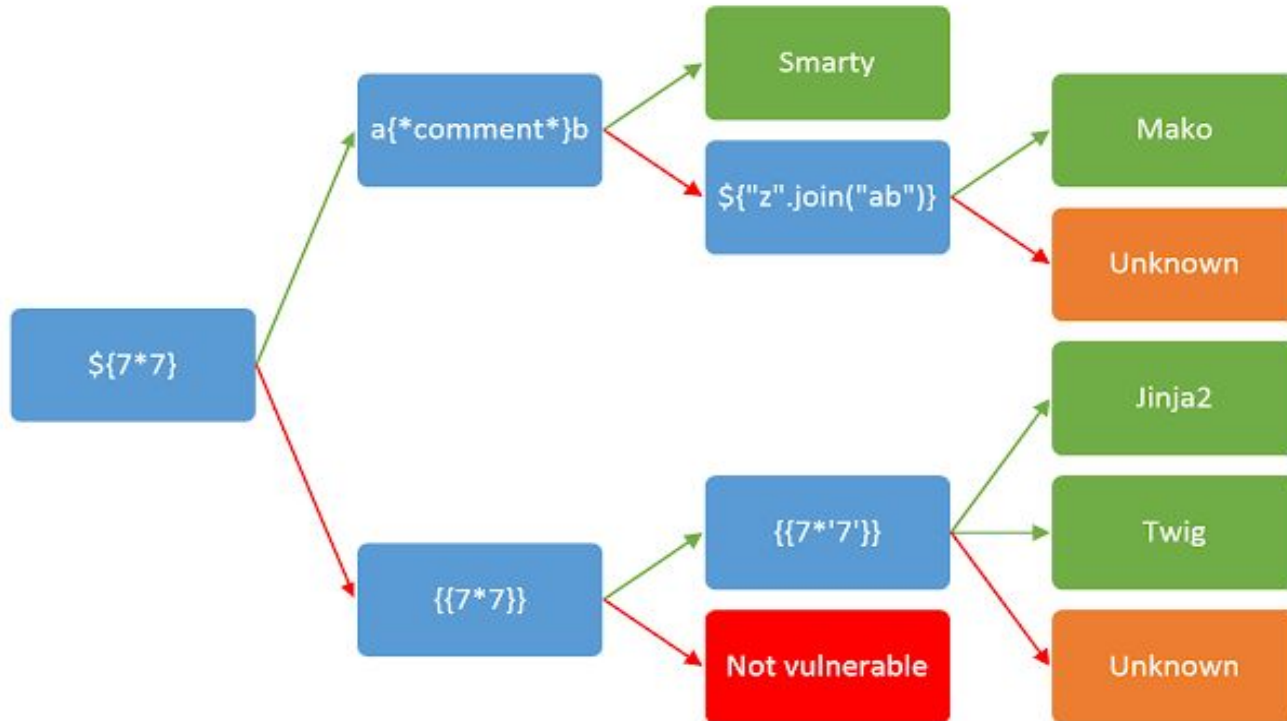 Smarty
a{*comment*}b
Mako
${"z".join("ab")}
Unknown
${7*7}
Jinja2
{{7*'7'}}
Twig
{{7*7}}
Not vulnerable
Unknown